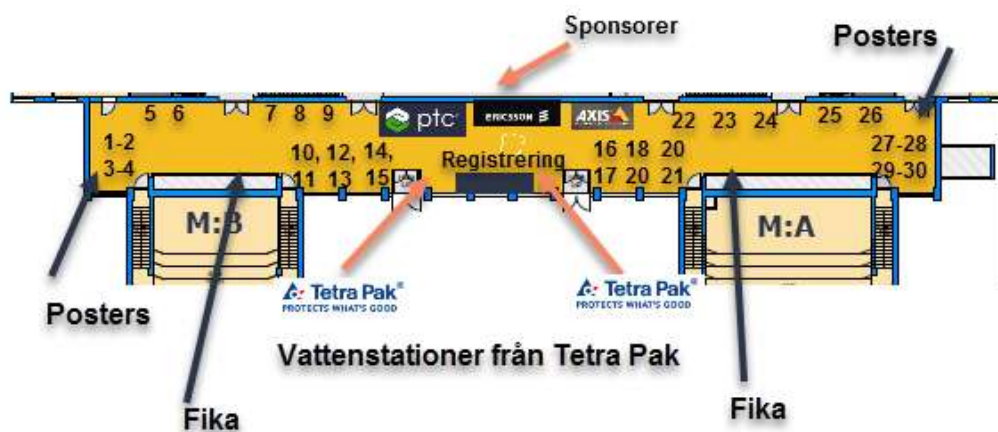 Sponsorer
Posters
5 6 7 8 9 ptc ERICSSON AXIS 22 23 24 25 26
1-2 10, 12, 14, Registrering 16 18 20 27-28
3-4 11 13 15 17 20 21 29-30
M:B M:A
Tetra Pak® Tetra Pak®
PROTECTS WHAT'S GOOD PROTECTS WHAT'S GOOD
Posters
Vattenstationer från Tetra Pak
Fika Fika